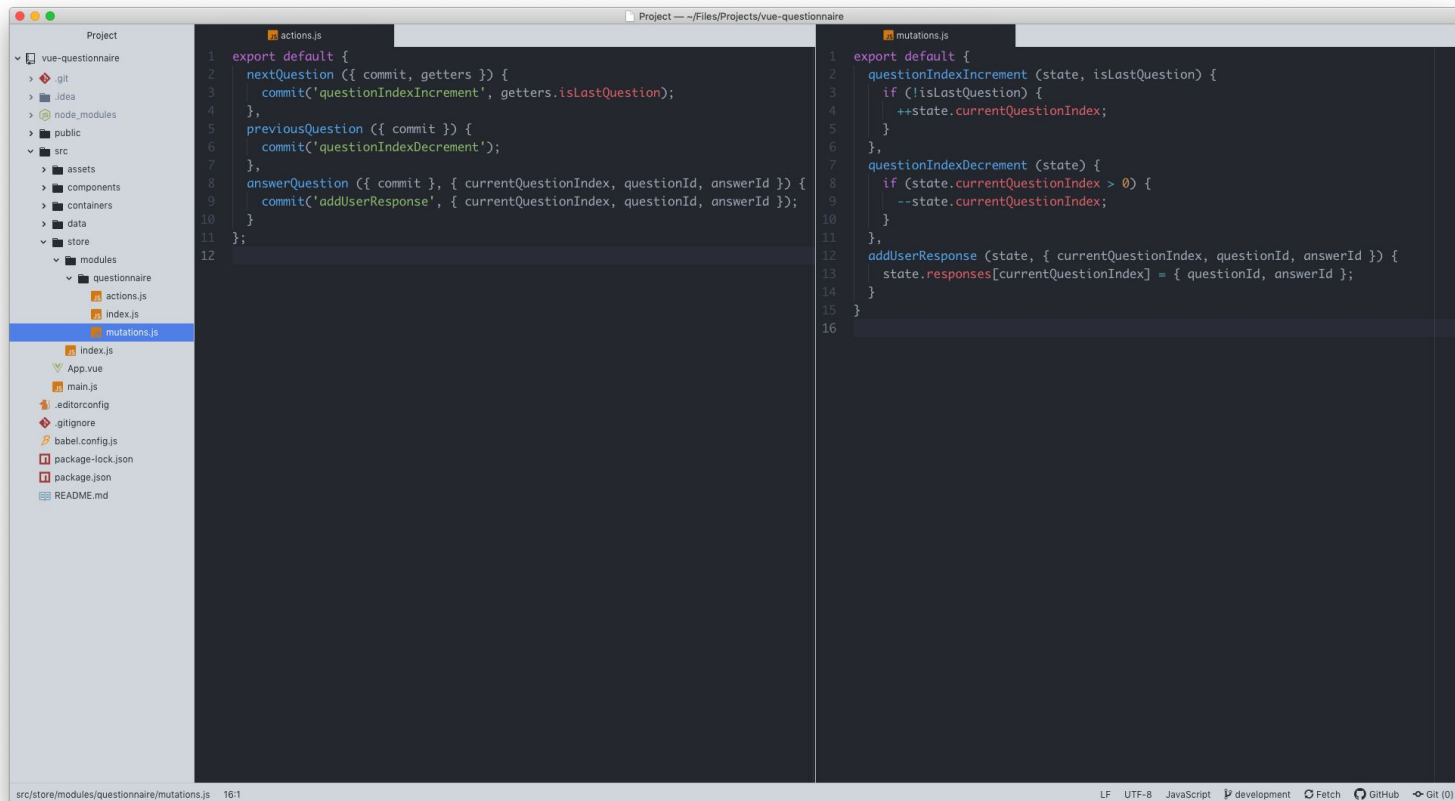 Project — ~/Files/Projects/vue-questionnaire
Project
vue-questionnaire
.git
.idea
node_modules
public
src
assets
components
containers
data
store
modules
questionnaire
actions.js
index.js
mutations.js
index.js
App.vue
main.js
.editorconfig
.gitignore
babel.config.js
package-lock.json
package.json
README.md
actions.js
1 export default {
2   nextQuestion ({ commit, getters }) {
3     commit('questionIndexIncrement', getters.isLastQuestion);
4   },
5   previousQuestion ({ commit }) {
6     commit('questionIndexDecrement');
7   },
8   answerQuestion ({ commit }, { currentQuestionIndex, questionId, answerId }) {
9     commit('addUserResponse', { currentQuestionIndex, questionId, answerId });
10   }
11 };
12
mutations.js
1 export default {
2   questionIndexIncrement (state, isLastQuestion) {
3     if (!isLastQuestion) {
4       ++state.currentQuestionIndex;
5     }
6   },
7   questionIndexDecrement (state) {
8     if (state.currentQuestionIndex > 0) {
9       --state.currentQuestionIndex;
10     }
11   },
12   addUserResponse (state, { currentQuestionIndex, questionId, answerId }) {
13     state.responses[currentQuestionIndex] = { questionId, answerId };
14   }
15 }
16
src/store/modules/questionnaire/mutations.js 16:1 LF UTF-8 JavaScript development Fetch GitHub Git (0)